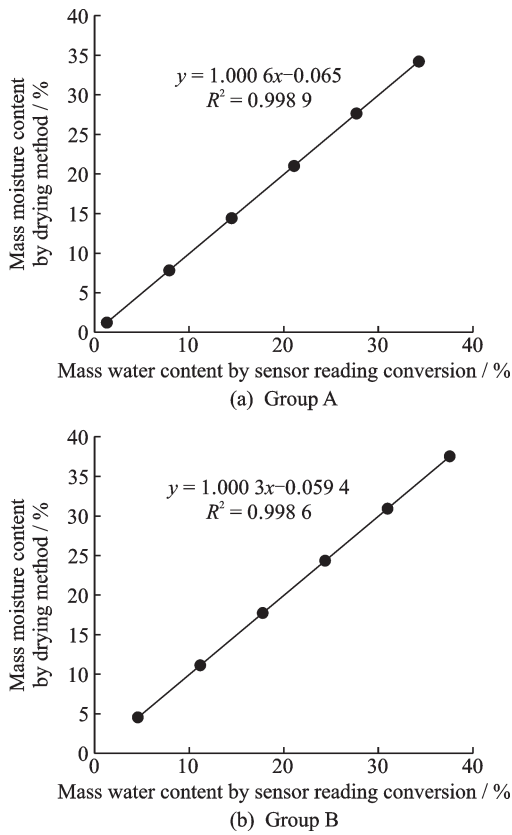 40
35
30
25
20
15
10
5
0
Mass moisture content
by drying method / %
y = 1.000 6x−0.065
R² = 0.998 9
0 10 20 30 40
Mass water content by sensor reading conversion / %
(a) Group A
40
35
30
25
20
15
10
5
0
Mass moisture content
by drying method / %
y = 1.000 3x−0.059 4
R² = 0.998 6
0 10 20 30 40
Mass water content by sensor reading conversion / %
(b) Group B